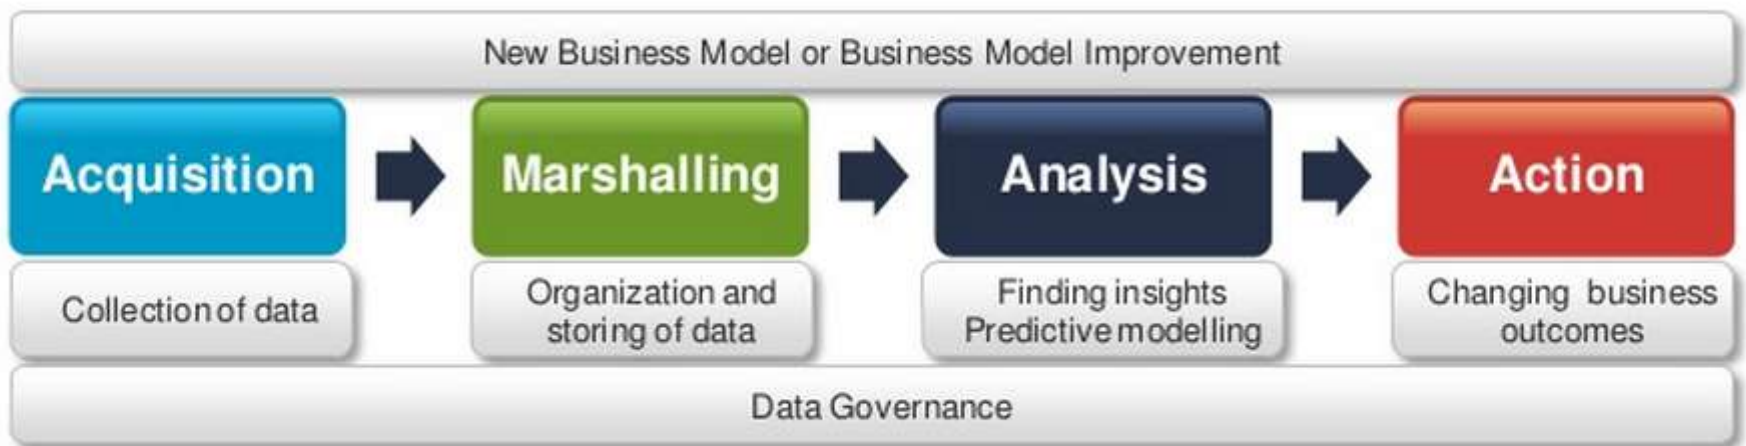 New Business Model or Business Model Improvement
Acquisition
Marshalling
Analysis
Action
Collection of data
Organization and
storing of data
Finding insights
Predictive modelling
Changing business
outcomes
Data Governance